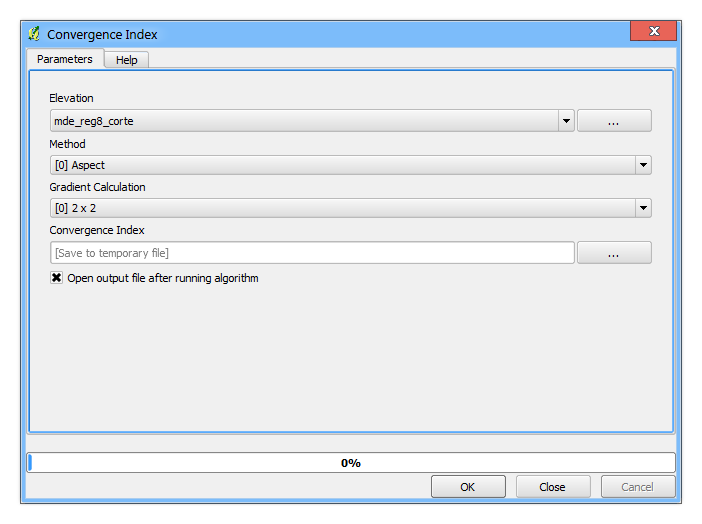 Convergence Index
x
Parameters
Help
Elevation
mde_reg8_corte
...
Method
[0] Aspect
Gradient Calculation
[0] 2 x 2
Convergence Index
[Save to temporary file]
...
Open output file after running algorithm
0%
OK
Close
Cancel